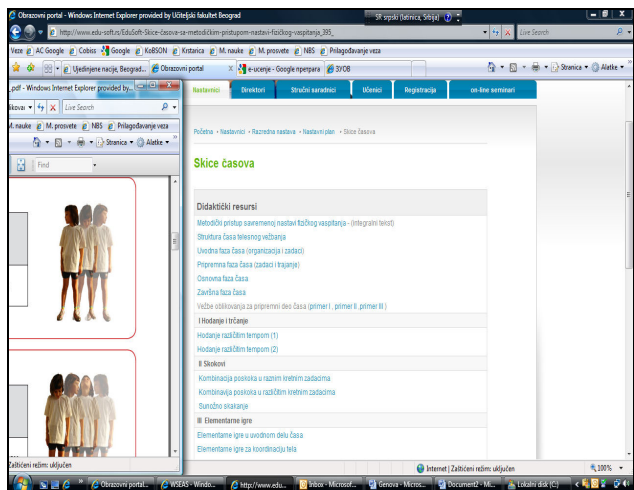 Obrazovni portal - Windows Internet Explorer provided by Učiteljski fakultet Beograd
SR srpski (latinica, Srbija)
http://www.edu-soft.rs/EduSoft-Skice-časova-sa-metodičkim-pristupom-nastavi-fizičkog-vaspitanja_395_
Live Search
Veze AC Google Cobiss Google KoBSON Krstarica M. nauke M. prosvete NBS Prilagođavanje veza
Ujedinjene nacije, Beograd... Obrazovni portal X e-ucenje - Google претрага
Stranica Alatke
_pdf - Windows Internet Explorer provided by...
Live Search
M. nauke M. prosvete NBS Prilagođavanje veza
Stranica Alatke
Find
Nastavnici Direktori Stručni saradnici Učenici Registracija on-line seminari
Početna Nastavnici Razredna nastava Nastavni plan Skice časova
Skice časova
Didaktički resursi
Metodički pristup savremenoj nastavi fizičkog vaspitanja - (integralni tekst)
Struktura časa telesnog vežbanja
Uvodna faza časa (organizacija i zadaci)
Pripremna faza časa (zadaci i trajanje)
Osnovna faza časa
Završna faza časa
Vežbe oblikovanja za pripremni deo časa (primer I , primer II ,primer III )
I Hodanje i trčanje
Hodanje različitim tempom (1)
Hodanje različitim tempom (2)
II Skokovi
Kombinacija poskoka u raznim kretnim zadacima
Kombinavija poskoka u različitim kretnim zadacima
Sunožno skakanje
III Elementarne igre
Elementarne igre u uvodnom delu časa
Elementarne igre za koordinaciju tela
Zaštićeni režim: uključen
Internet | Zaštićeni režim: uključen
100%
Obrazovni portal... WSEAS - Windo... http://www.edu... Inbox - Microsof... Genova - Micros... Document2 - Mi... Lokalni disk (C:)